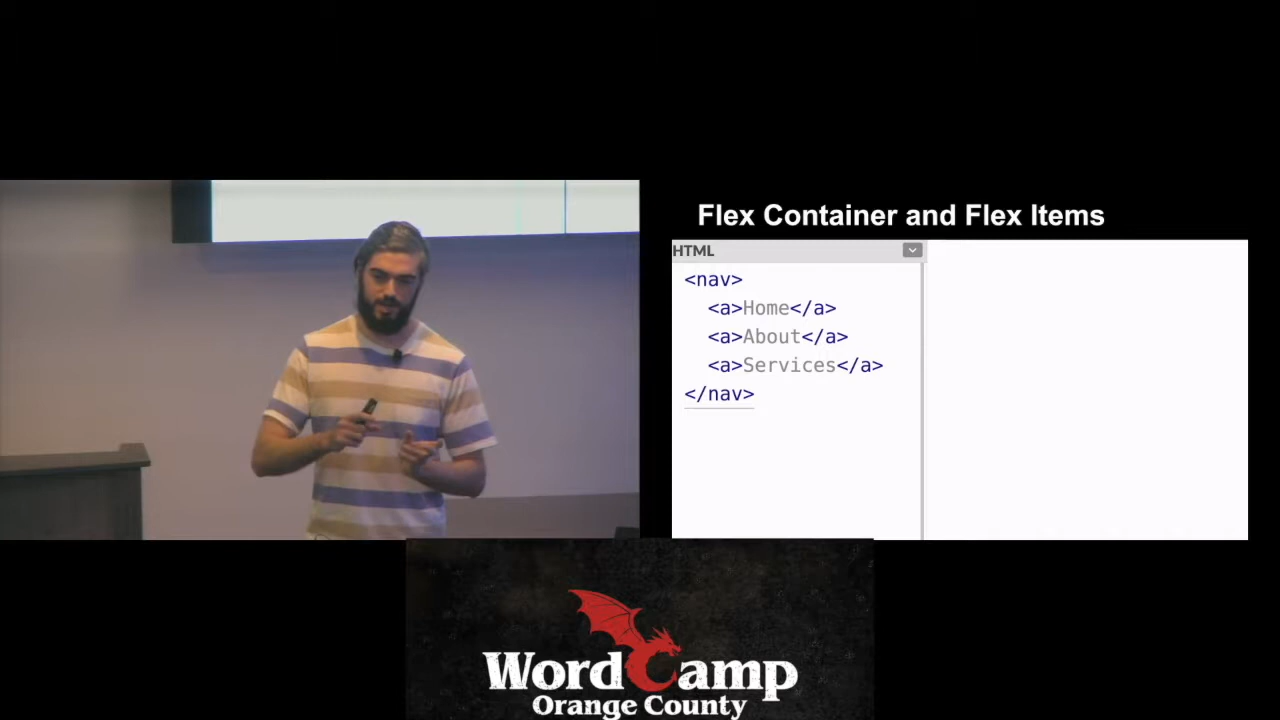 Flex Container and Flex Items
HTML
<nav>
<a>Home</a>
<a>About</a>
<a>Services</a>
</nav>
WordCamp
Orange County